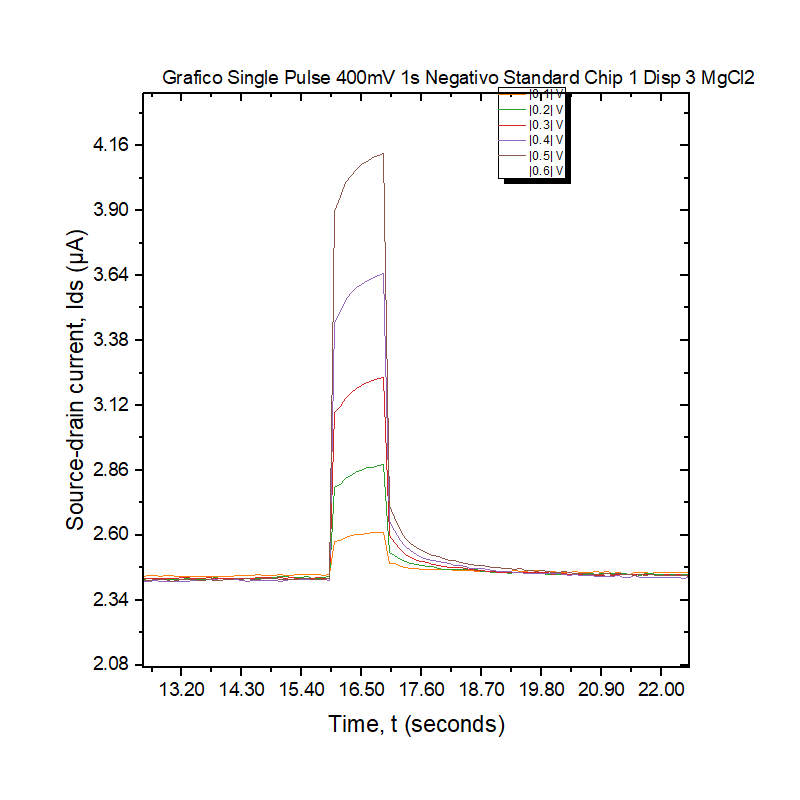 Grafico Single Pulse 400mV 1s Negativo Standard Chip 1 Disp 3 MgCl2
|0.1| V
|0.2| V
|0.3| V
|0.4| V
|0.5| V
|0.6| V
4.16
3.90
3.64
3.38
3.12
2.86
2.60
2.34
2.08
Source-drain current, Ids (µA)
13.20 14.30 15.40 16.50 17.60 18.70 19.80 20.90 22.00
Time, t (seconds)